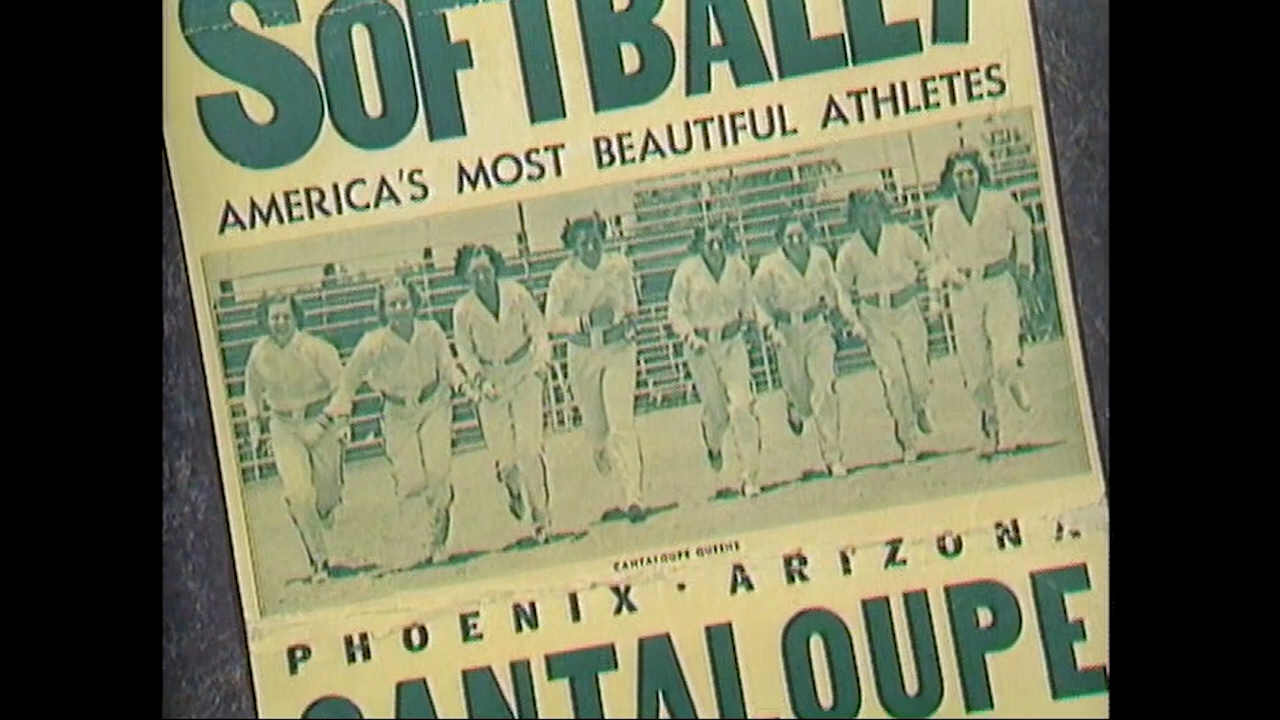 SOFTBALL
AMERICA'S MOST BEAUTIFUL ATHLETES
CANTALOUPE QUEENS
PHOENIX · ARIZONA
CANTALOUPE